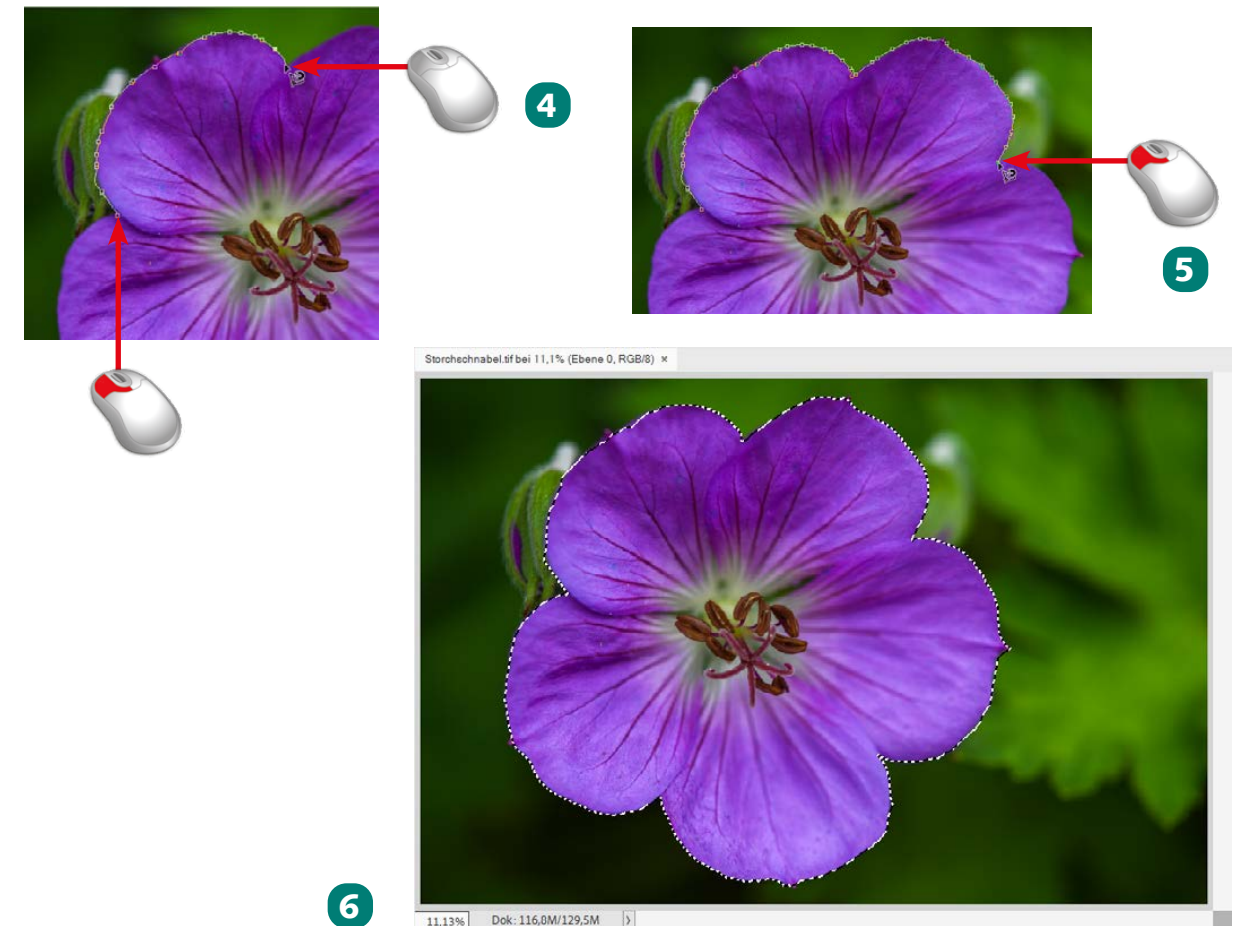 4
5
Storchschnabel.tif bei 11,1% (Ebene 0, RGB/8) ×
6
11,13% Dok: 116,8M/129,5M >